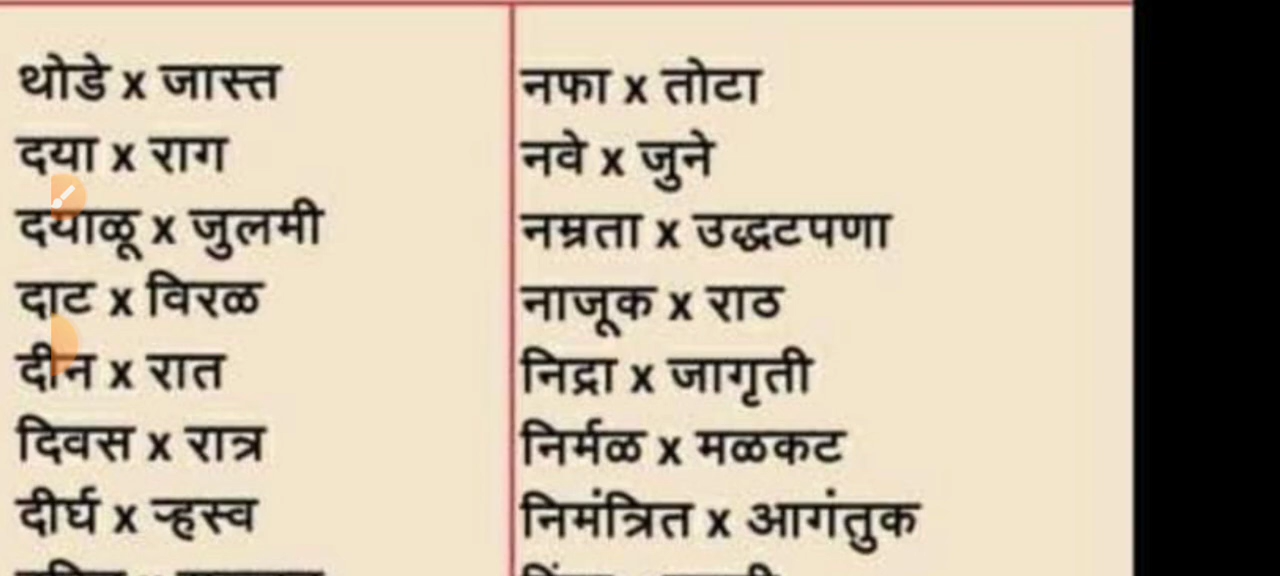 थोडे x जास्त
दया x राग
दयाळू x जुलमी
दाट x विरळ
दीन x रात
दिवस x रात्र
दीर्घ x ऱ्हस्व
नफा x तोटा
नवे x जुने
नम्रता x उद्धटपणा
नाजूक x राठ
निद्रा x जागृती
निर्मळ x मळकट
निमंत्रित x आगंतुक